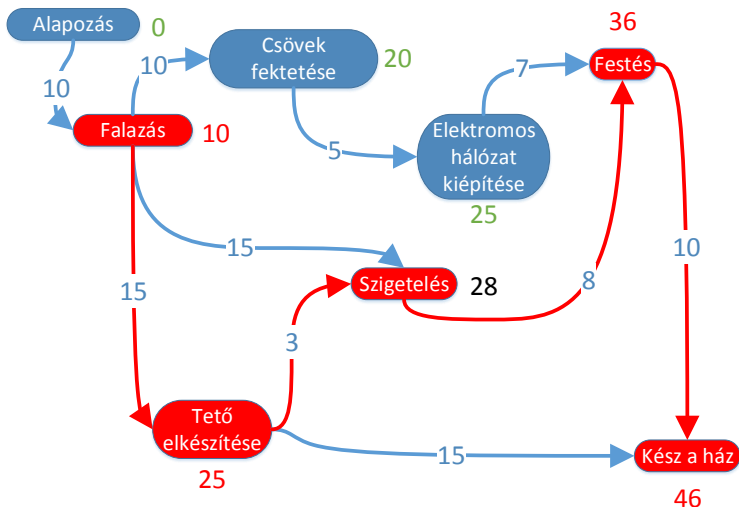 Alapozás
0
10
10
Csövek
fektetése
20
36
Festés
7
Falazás
10
5
Elektromos
hálózat
kiépítése
25
15
15
Szigetelés
28
8
10
3
Tető
elkészítése
25
15
Kész a ház
46